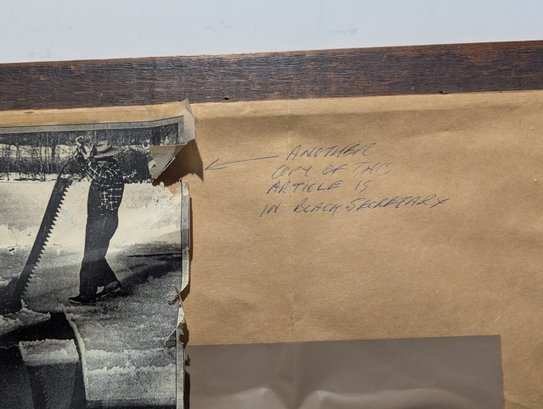 ANOTHER
COPY OF THIS
ARTICLE IS
IN BLACK SECRETARY